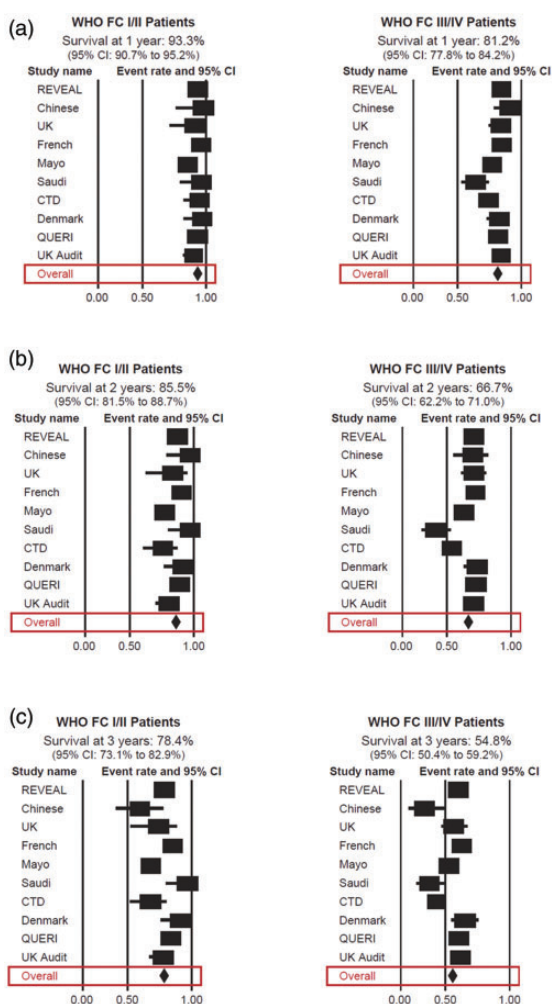 (a)
WHO FC I/II Patients
Survival at 1 year: 93.3%
(95% CI: 90.7% to 95.2%)
Study name Event rate and 95% CI
REVEAL
Chinese
UK
French
Mayo
Saudi
CTD
Denmark
QUERI
UK Audit
Overall
0.00 0.50 1.00
WHO FC III/IV Patients
Survival at 1 year: 81.2%
(95% CI: 77.8% to 84.2%)
Study name Event rate and 95% CI
REVEAL
Chinese
UK
French
Mayo
Saudi
CTD
Denmark
QUERI
UK Audit
Overall
0.00 0.50 1.00
(b)
WHO FC I/II Patients
Survival at 2 years: 85.5%
(95% CI: 81.5% to 88.7%)
Study name Event rate and 95% CI
REVEAL
Chinese
UK
French
Mayo
Saudi
CTD
Denmark
QUERI
UK Audit
Overall
0.00 0.50 1.00
WHO FC III/IV Patients
Survival at 2 years: 66.7%
(95% CI: 62.2% to 71.0%)
Study name Event rate and 95% CI
REVEAL
Chinese
UK
French
Mayo
Saudi
CTD
Denmark
QUERI
UK Audit
Overall
0.00 0.50 1.00
(c)
WHO FC I/II Patients
Survival at 3 years: 78.4%
(95% CI: 73.1% to 82.9%)
Study name Event rate and 95% CI
REVEAL
Chinese
UK
French
Mayo
Saudi
CTD
Denmark
QUERI
UK Audit
Overall
0.00 0.50 1.00
WHO FC III/IV Patients
Survival at 3 years: 54.8%
(95% CI: 50.4% to 59.2%)
Study name Event rate and 95% CI
REVEAL
Chinese
UK
French
Mayo
Saudi
CTD
Denmark
QUERI
UK Audit
Overall
0.00 0.50 1.00